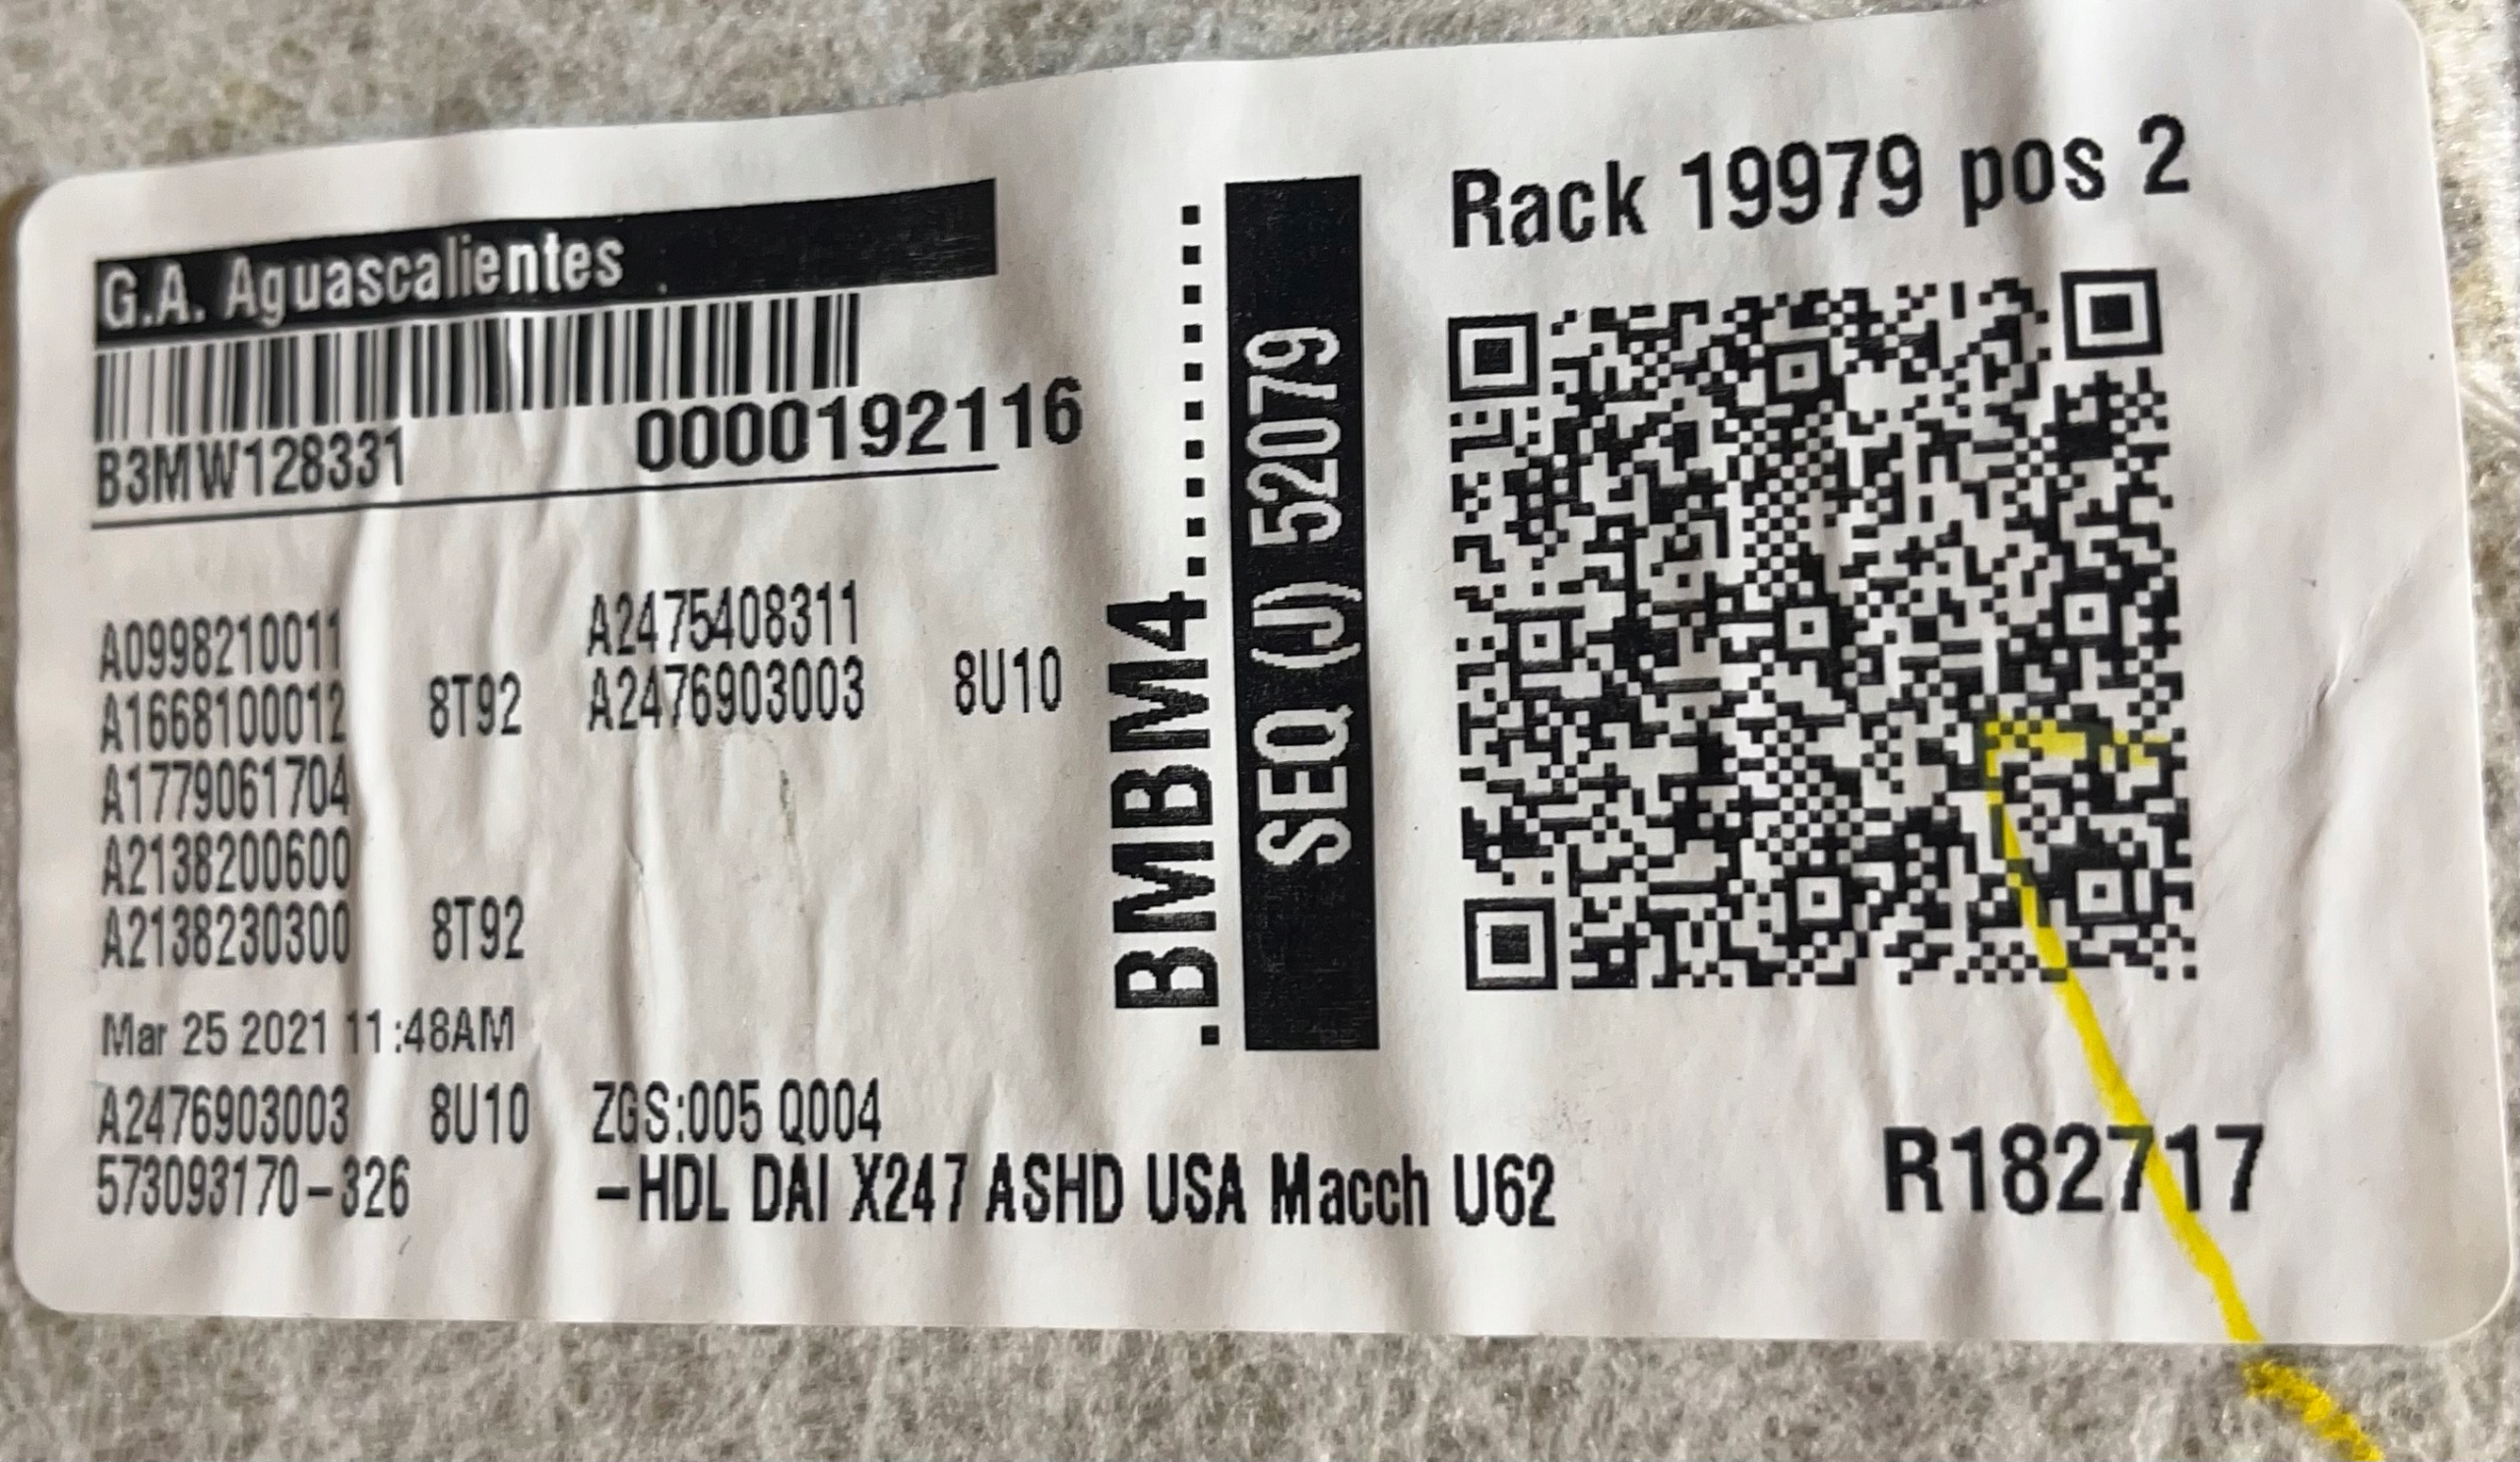 G.A. Aguascalientes
B3MW128331 0000192116
A0998210011 A2475408311
A1668100012 8T92 A2476903003 8U10
A1779061704
A2138200600
A2138230300 8T92
Mar 25 2021 11:48AM
A2476903003 8U10 ZGS:005 Q004
573093170-326 -HDL DAI X247 ASHD USA Macch U62
.BMBM4..........
SEQ (J) 52079
Rack 19979 pos 2
R182717